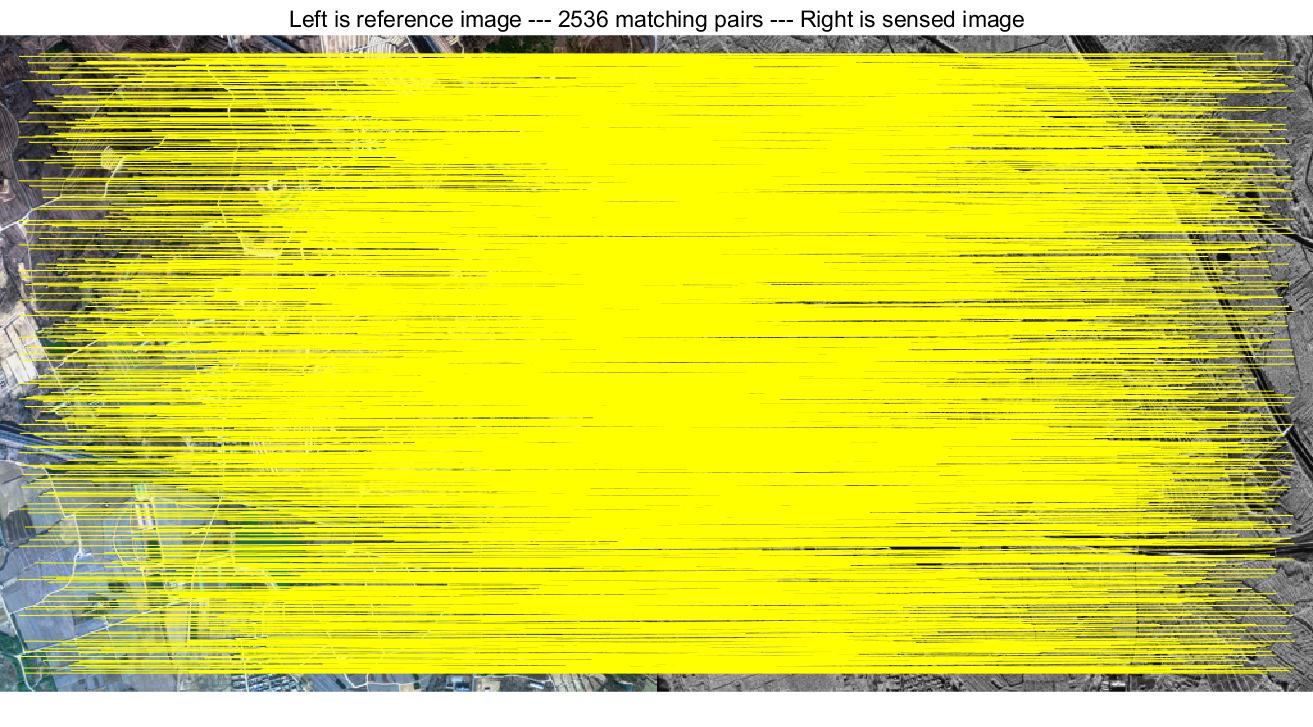 Left is reference image --- 2536 matching pairs --- Right is sensed image